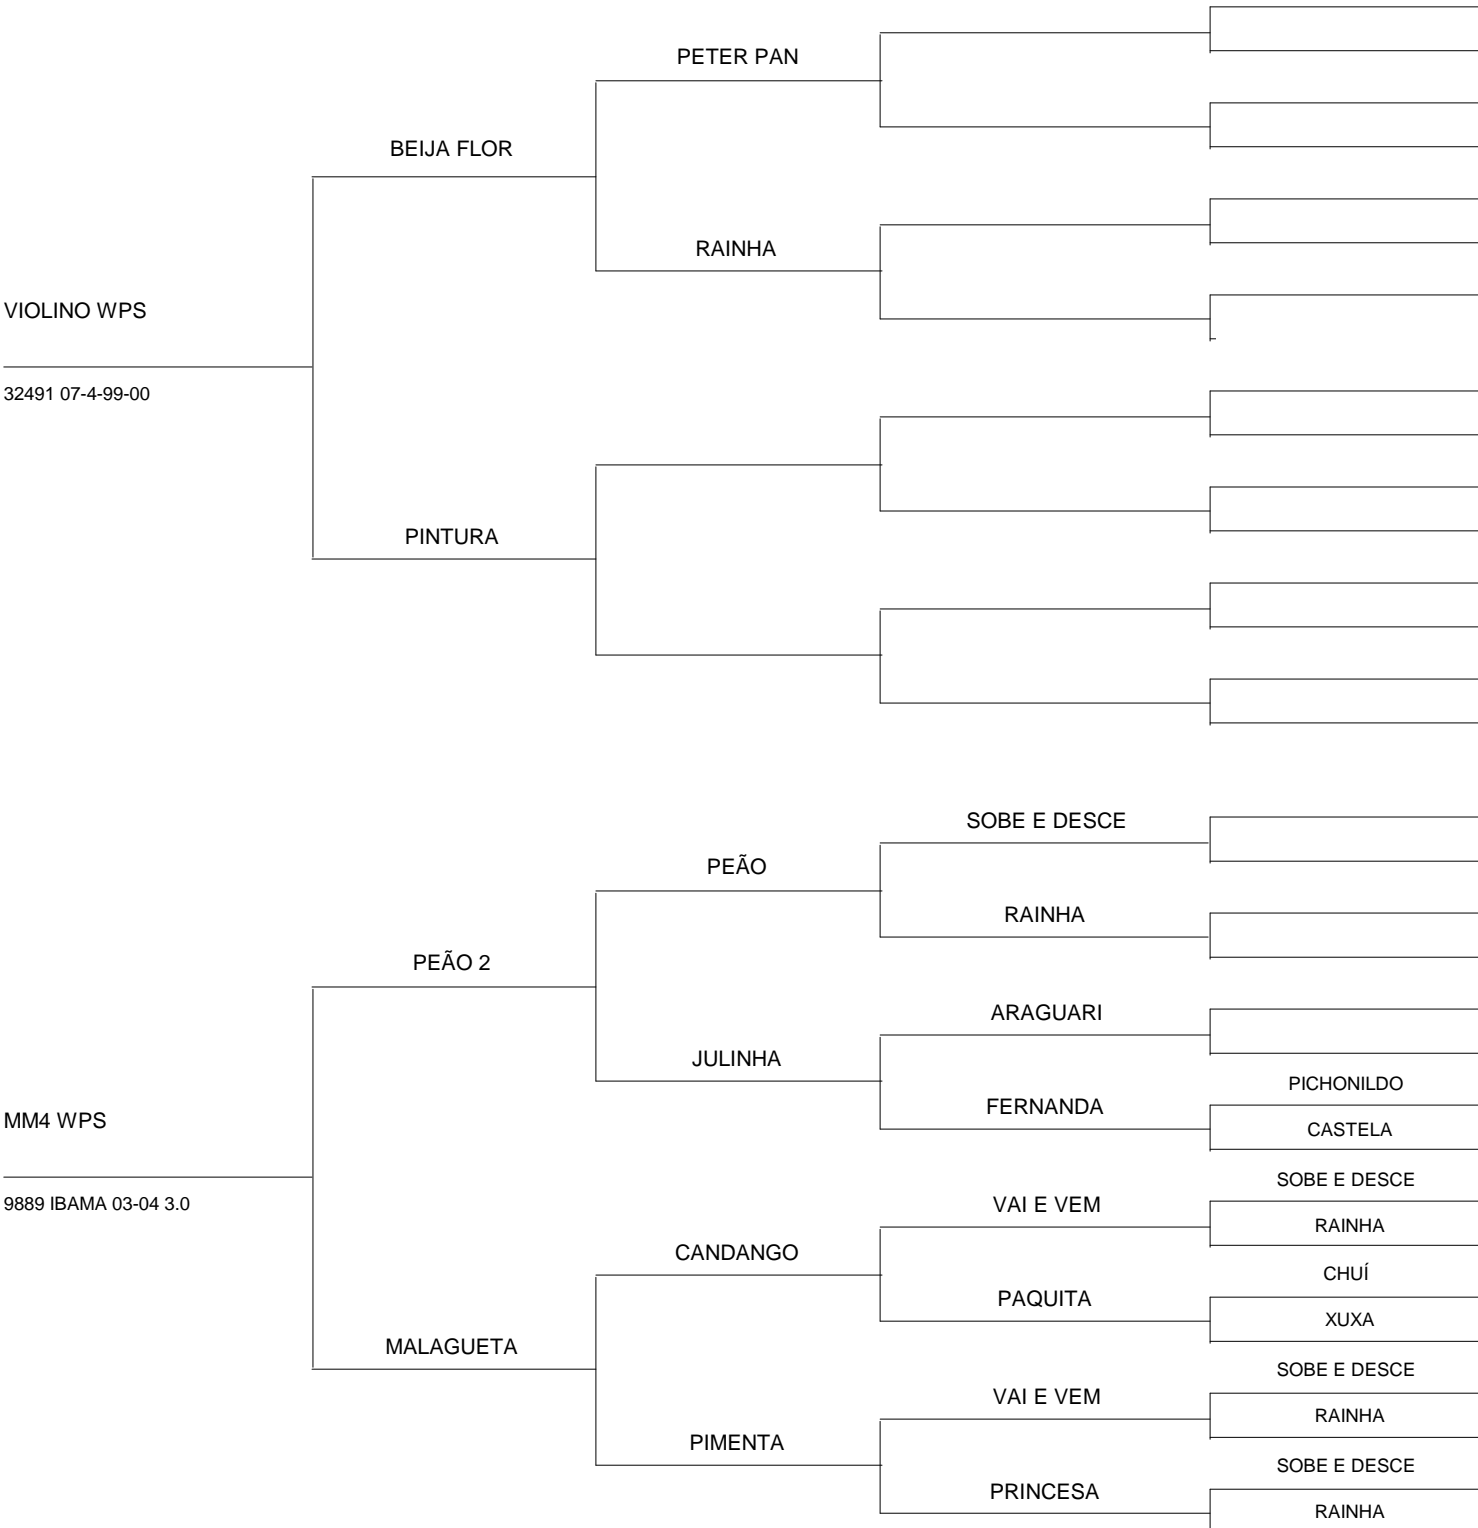 PETER PAN
BEIJA FLOR
RAINHA
VIOLINO WPS
32491 07-4-99-00
PINTURA
SOBE E DESCE
PEÃO
RAINHA
PEÃO 2
ARAGUARI
JULINHA
PICHONILDO
FERNANDA
CASTELA
MM4 WPS
9889 IBAMA 03-04 3.0
SOBE E DESCE
VAI E VEM
RAINHA
CANDANGO
CHUÍ
PAQUITA
XUXA
MALAGUETA
SOBE E DESCE
VAI E VEM
RAINHA
PIMENTA
SOBE E DESCE
PRINCESA
RAINHA